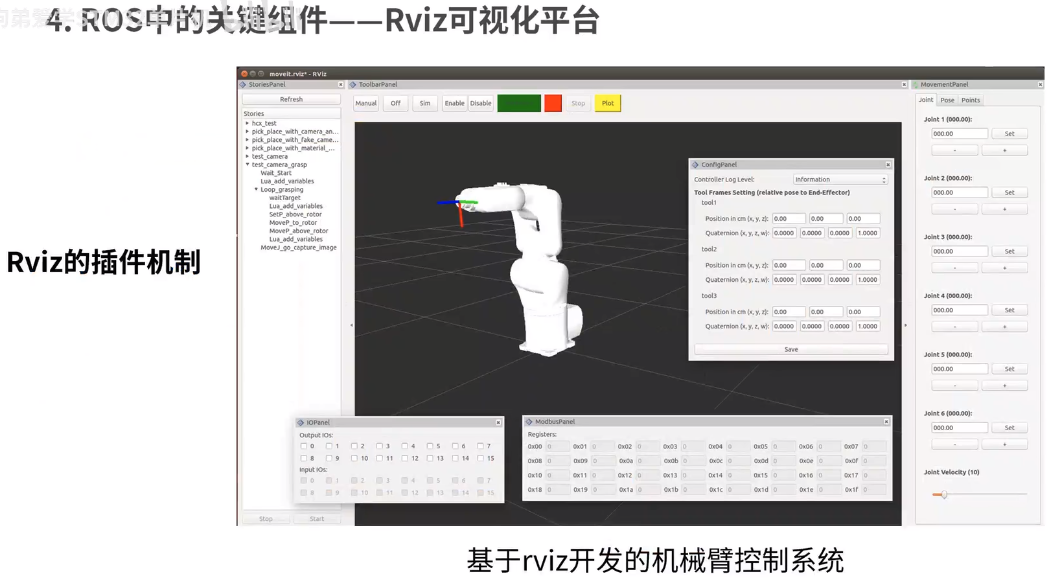 4. ROS中的关键组件——Rviz可视化平台
moveit.rviz* - RViz
StoriesPanel
ToolbarPanel
MovementPanel
Refresh
Manual Off Sim Enable Disable Stop Plot
Joint Pose Points
Stories
hcx_test
pick_place_with_camera_an...
pick_place_with_fake_came...
pick_place_with_material_...
test_camera
test_camera_grasp
Wait_Start
Lua_add_variables
Loop_grasping
waitTarget
Lua_add_variables
SetP_above_rotor
MoveP_to_rotor
MoveP_above_rotor
Lua_add_variables
MoveJ_go_capture_image
Rviz的插件机制
ConfigPanel
Controller Log Level: Information
Tool Frames Setting (relative pose to End-Effector)
tool1
Position in cm (x, y, z): 0.00 0.00 0.00
Quaternion (x, y, z, w): 0.0000 0.0000 0.0000 1.0000
tool2
Position in cm (x, y, z): 0.00 0.00 0.00
Quaternion (x, y, z, w): 0.0000 0.0000 0.0000 1.0000
tool3
Position in cm (x, y, z): 0.00 0.00 0.00
Quaternion (x, y, z, w): 0.0000 0.0000 0.0000 1.0000
Save
Joint 1 (000.00):
000.00 Set
- +
Joint 2 (000.00):
000.00 Set
- +
Joint 3 (000.00):
000.00 Set
- +
Joint 4 (000.00):
000.00 Set
- +
Joint 5 (000.00):
000.00 Set
- +
Joint 6 (000.00):
000.00 Set
- +
Joint Velocity (10)
IOPanel
Output IOs:
0 1 2 3 4 5 6 7
8 9 10 11 12 13 14 15
Input IOs:
0 1 2 3 4 5 6 7
8 9 10 11 12 13 14 15
ModbusPanel
Registers:
0x00 0 0x01 0 0x02 0 0x03 0 0x04 0 0x05 0 0x06 0 0x07 0
0x08 0 0x09 0 0x0a 0 0x0b 0 0x0c 0 0x0d 0 0x0e 0 0x0f 0
0x10 0 0x11 0 0x12 0 0x13 0 0x14 0 0x15 0 0x16 0 0x17 0
0x18 0 0x19 0 0x1a 0 0x1b 0 0x1c 0 0x1d 0 0x1e 0 0x1f 0
Stop Start
基于rviz开发的机械臂控制系统